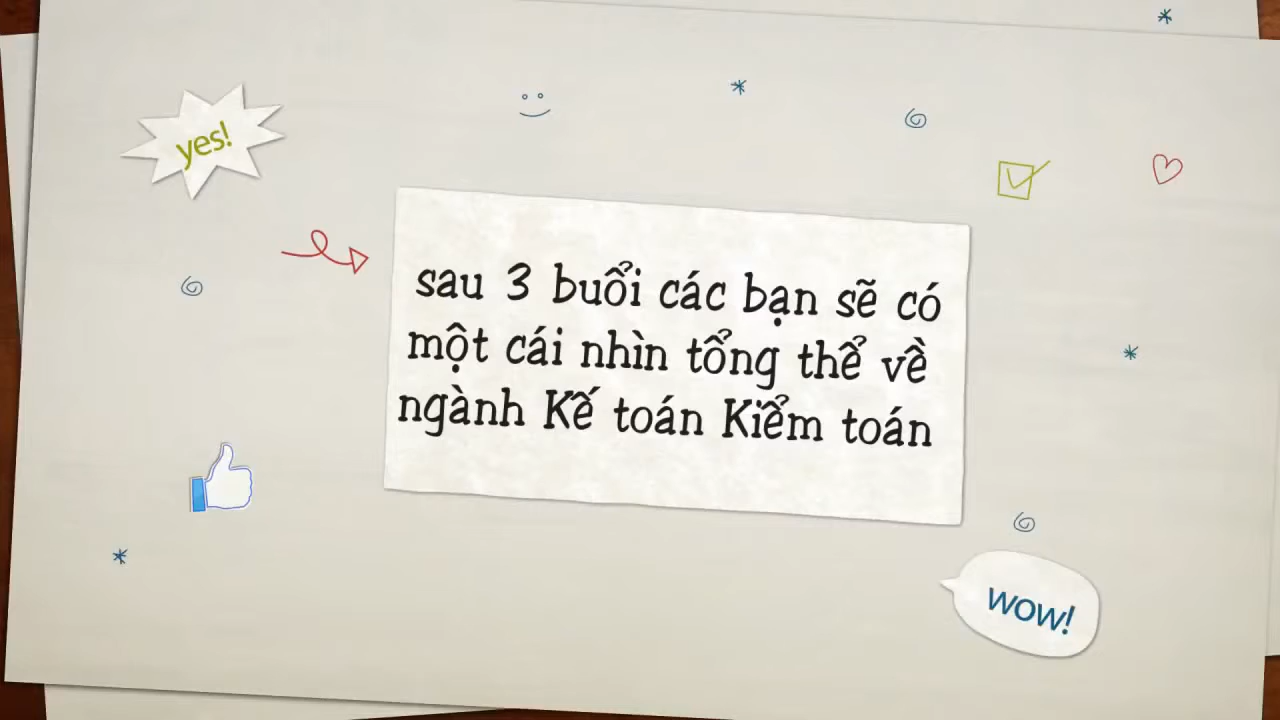 yes!
sau 3 buổi các bạn sẽ có
một cái nhìn tổng thể về
ngành Kế toán Kiểm toán
wow!